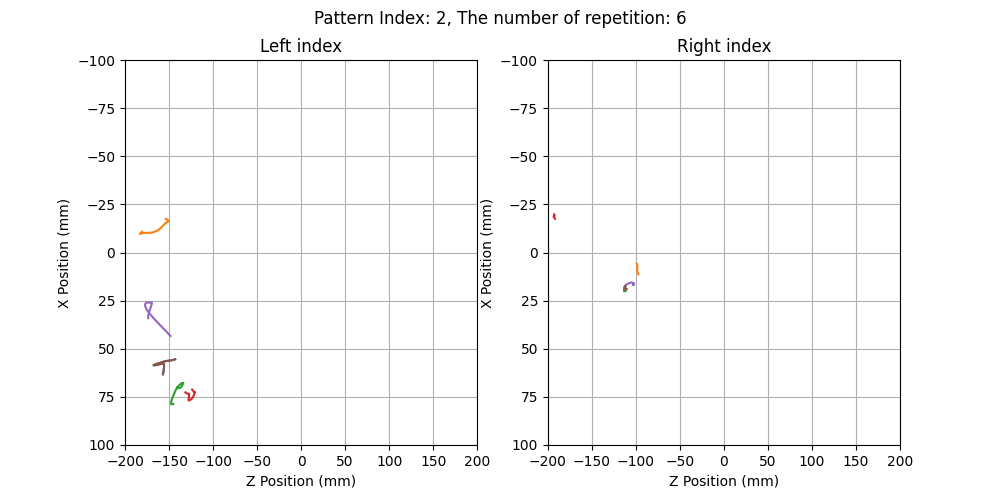 Pattern Index: 2, The number of repetition: 6
Left index
Right index
−100
−75
−50
−25
0
25
50
75
100
X Position (mm)
−200 −150 −100 −50 0 50 100 150 200
Z Position (mm)
−100
−75
−50
−25
0
25
50
75
100
X Position (mm)
−200 −150 −100 −50 0 50 100 150 200
Z Position (mm)